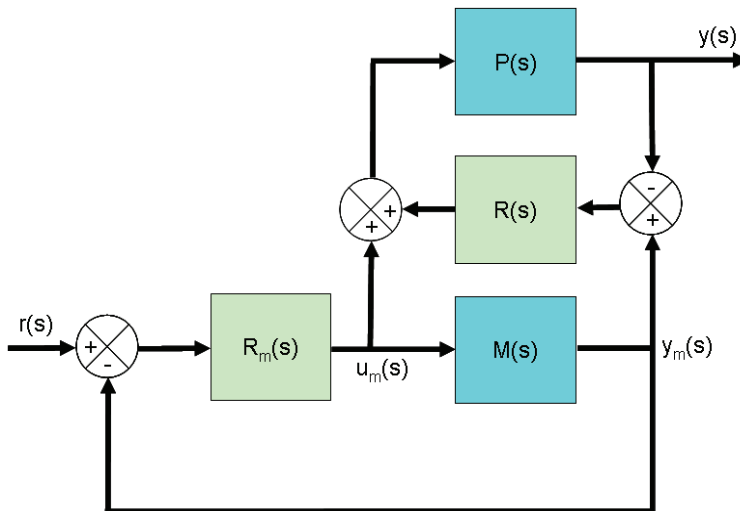 y(s)
P(s)
-
+
R(s)
+
+
r(s)
+
-
R_m(s)
u_m(s)
M(s)
y_m(s)